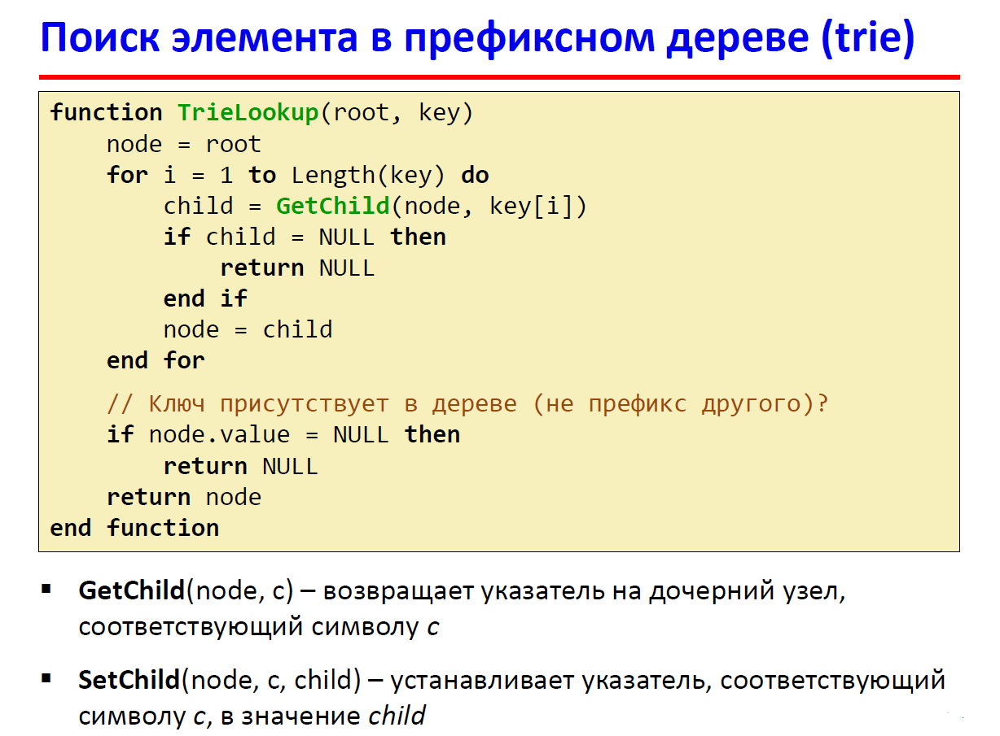 Поиск элемента в префиксном дереве (trie)
function TrieLookup(root, key)
    node = root
    for i = 1 to Length(key) do
        child = GetChild(node, key[i])
        if child = NULL then
            return NULL
        end if
        node = child
    end for
    // Ключ присутствует в дереве (не префикс другого)?
    if node.value = NULL then
        return NULL
    return node
end function
▪ GetChild(node, c) – возвращает указатель на дочерний узел,
соответствующий символу c
▪ SetChild(node, c, child) – устанавливает указатель, соответствующий
символу c, в значение child